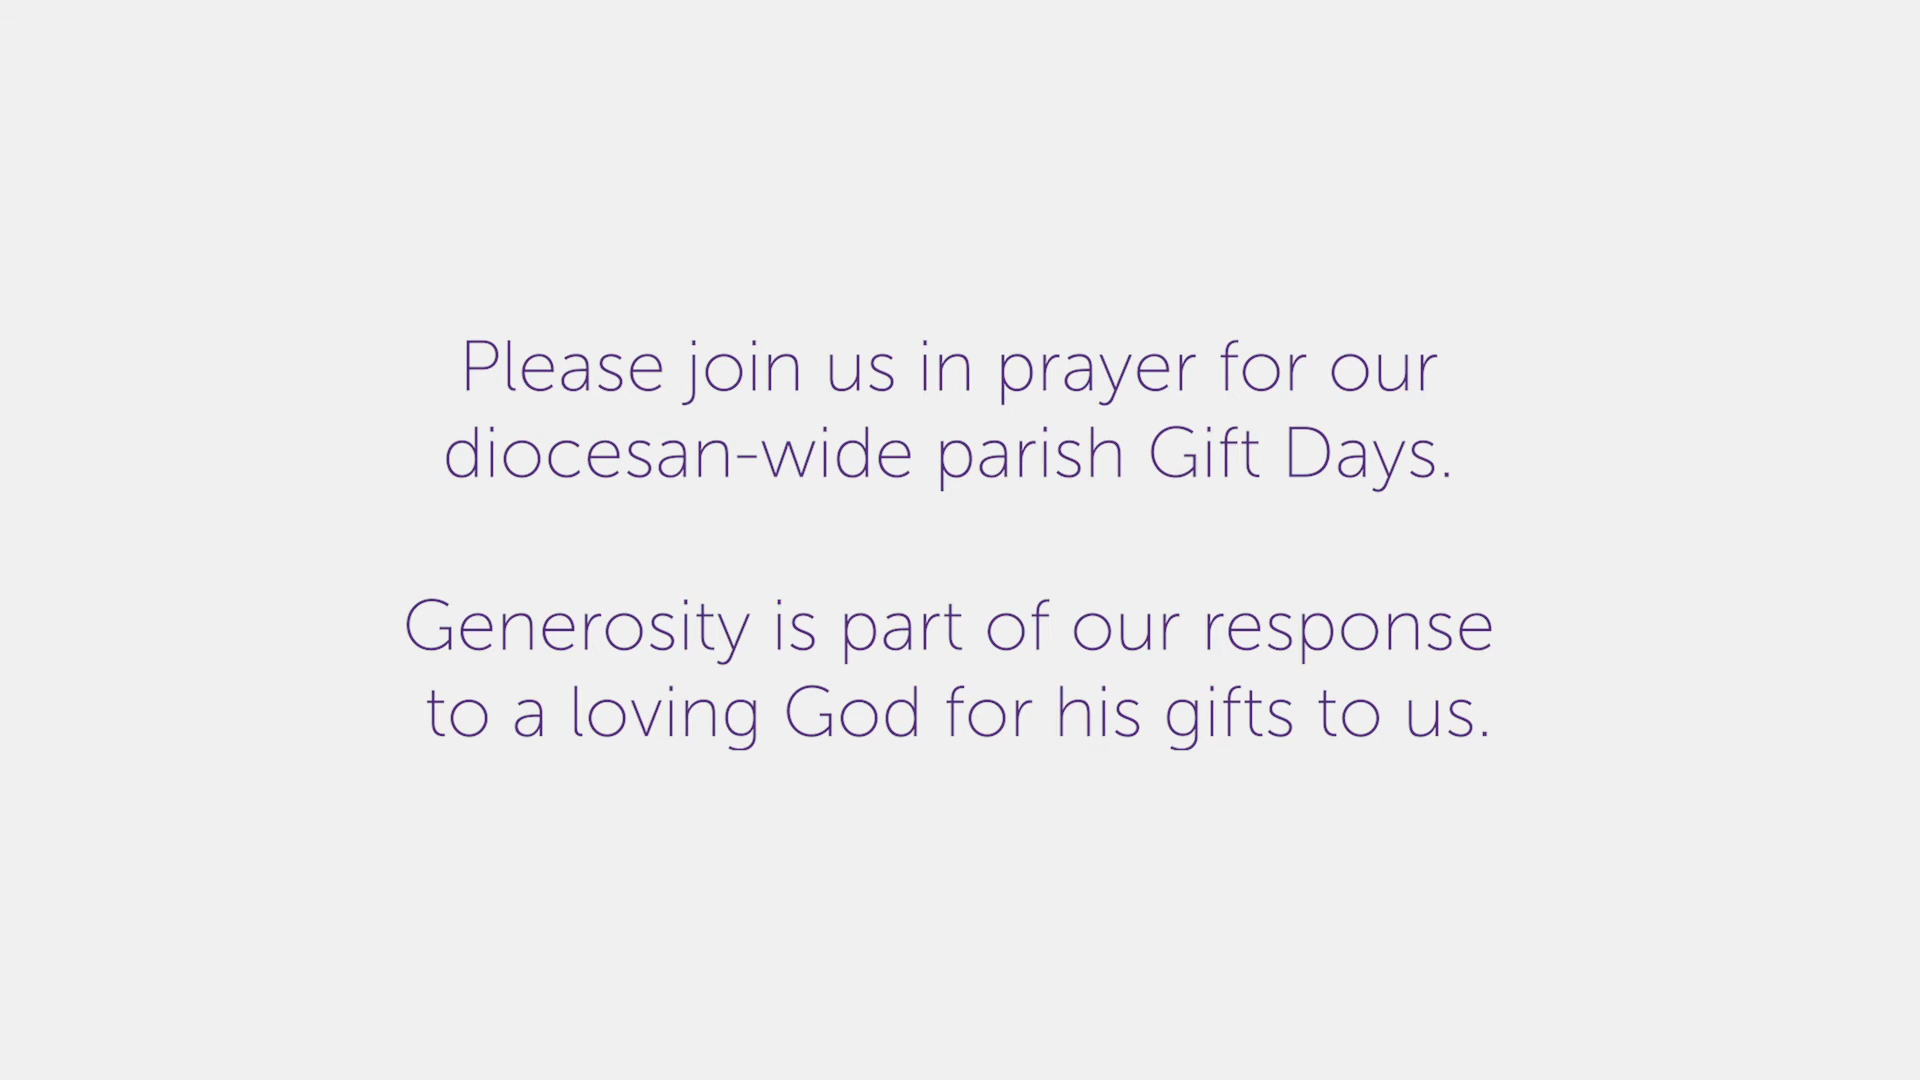 Please join us in prayer for our
diocesan-wide parish Gift Days.
Generosity is part of our response
to a loving God for his gifts to us.